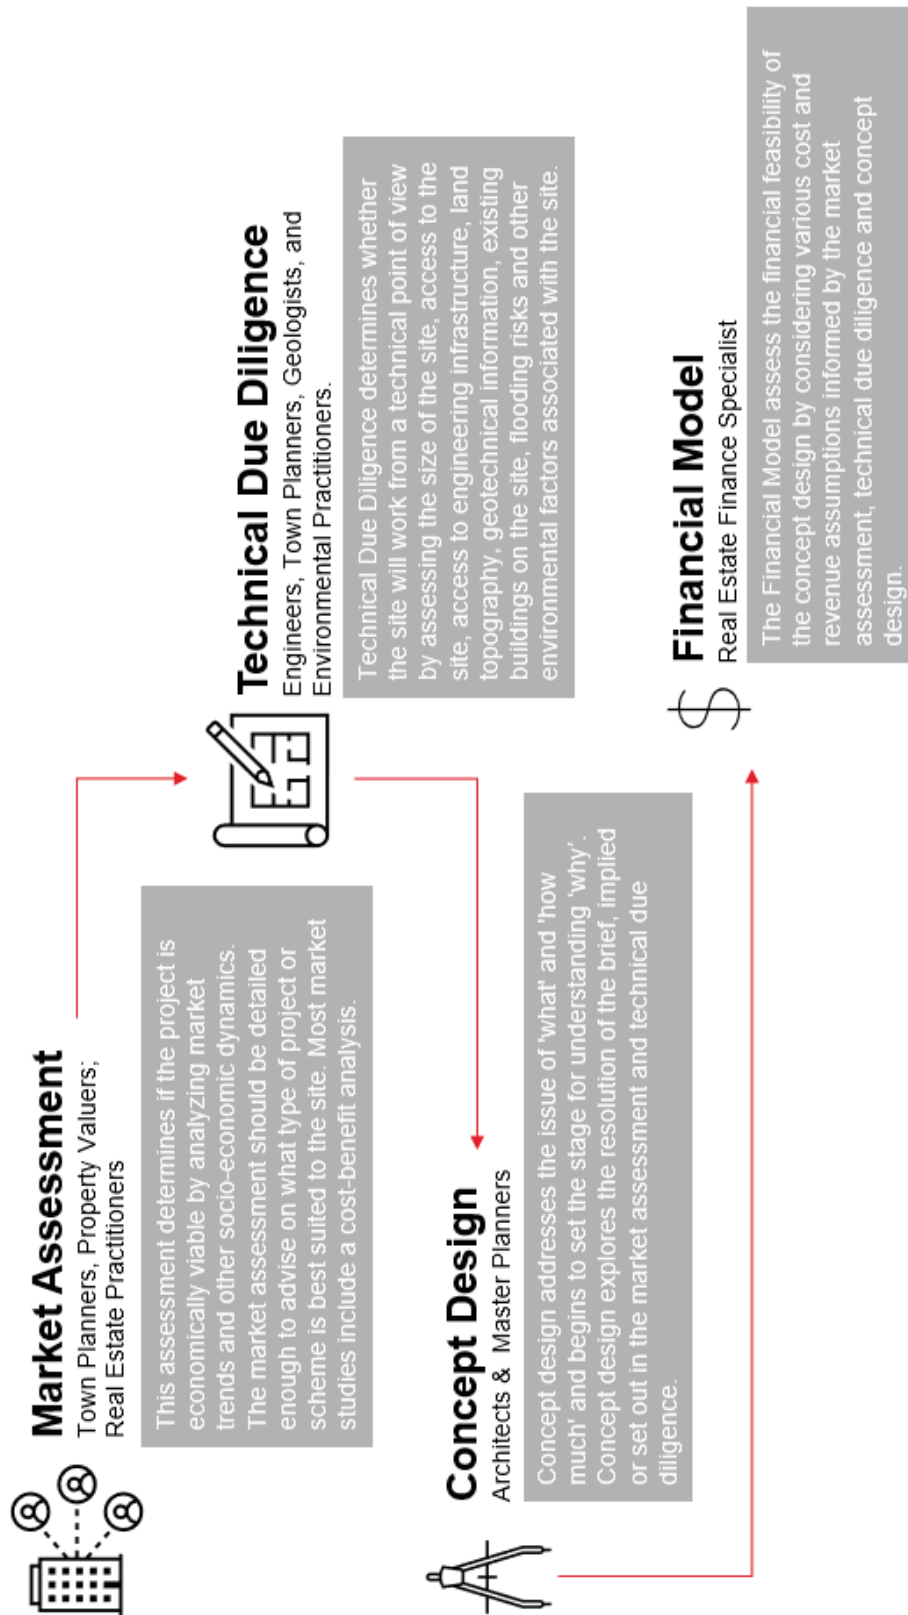 Market Assessment
Town Planners, Property Valuers;
Real Estate Practitioners
This assessment determines if the project is
economically viable by analyzing market
trends and other socio-economic dynamics.
The market assessment should be detailed
enough to advise on what type of project or
scheme is best suited to the site. Most market
studies include a cost-benefit analysis.
Technical Due Diligence
Engineers, Town Planners, Geologists, and
Environmental Practitioners.
Technical Due Diligence determines whether
the site will work from a technical point of view
by assessing the size of the site, access to the
site, access to engineering infrastructure, land
topography, geotechnical information, existing
buildings on the site, flooding risks and other
environmental factors associated with the site.
Concept Design
Architects & Master Planners
Concept design addresses the issue of 'what' and 'how
much' and begins to set the stage for understanding 'why'.
Concept design explores the resolution of the brief, implied
or set out in the market assessment and technical due
diligence.
$
Financial Model
Real Estate Finance Specialist
The Financial Model assess the financial feasibility of
the concept design by considering various cost and
revenue assumptions informed by the market
assessment, technical due diligence and concept
design.